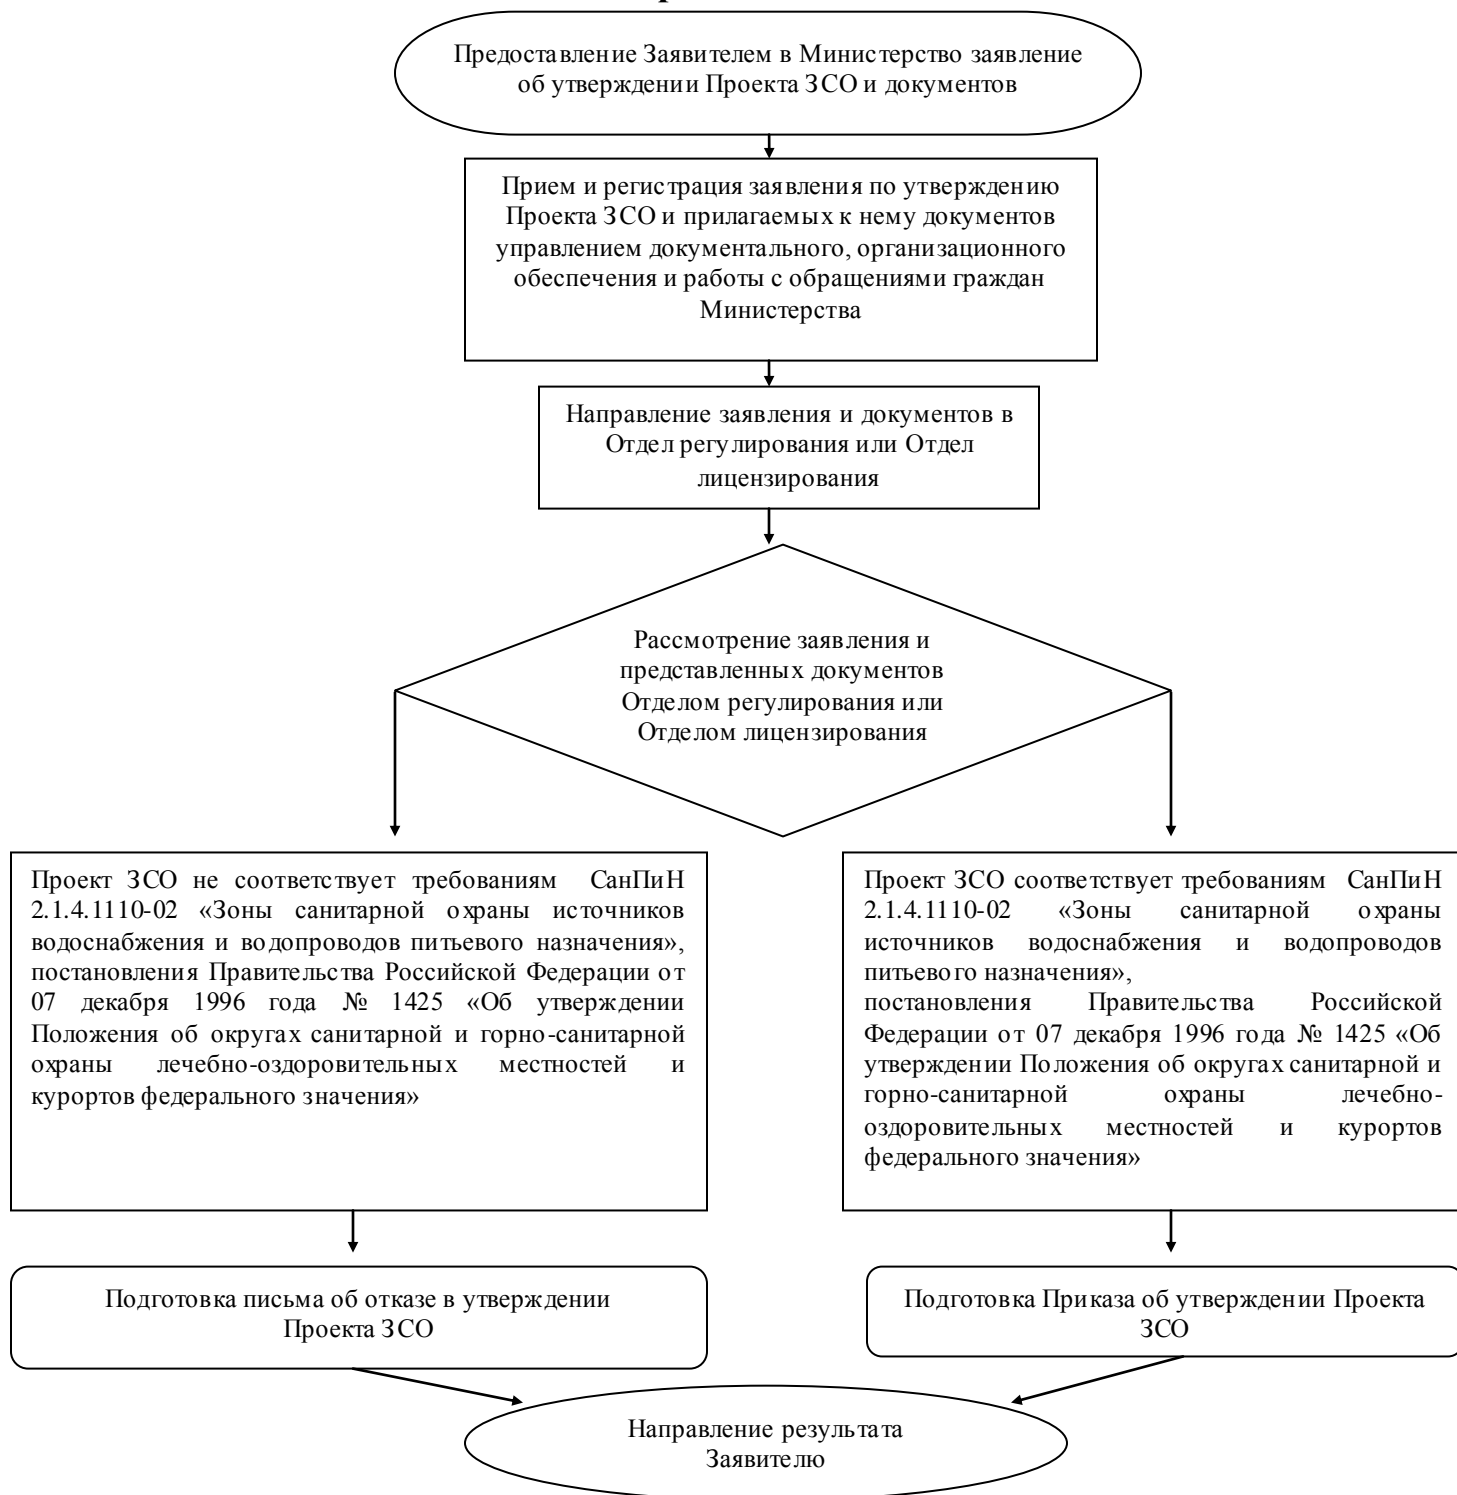 Предоставление Заявителем в Министерство заявление
об утверждении Проекта ЗСО и документов
Прием и регистрация заявления по утверждению
Проекта ЗСО и прилагаемых к нему документов
управлением документального, организационного
обеспечения и работы с обращениями граждан
Министерства
Направление заявления и документов в
Отдел регулирования или Отдел
лицензирования
Рассмотрение заявления и
представленных документов
Отделом регулирования или
Отделом лицензирования
Проект ЗСО не соответствует требованиям СанПиН
2.1.4.1110-02 «Зоны санитарной охраны источников
водоснабжения и водопроводов питьевого назначения»,
постановления Правительства Российской Федерации от
07 декабря 1996 года № 1425 «Об утверждении
Положения об округах санитарной и горно-санитарной
охраны лечебно-оздоровительных местностей и
курортов федерального значения»
Проект ЗСО соответствует требованиям СанПиН
2.1.4.1110-02 «Зоны санитарной охраны
источников водоснабжения и водопроводов
питьевого назначения»,
постановления Правительства Российской
Федерации от 07 декабря 1996 года № 1425 «Об
утверждении Положения об округах санитарной и
горно-санитарной охраны лечебно-
оздоровительных местностей и курортов
федерального значения»
Подготовка письма об отказе в утверждении
Проекта ЗСО
Подготовка Приказа об утверждении Проекта
ЗСО
Направление результата
Заявителю